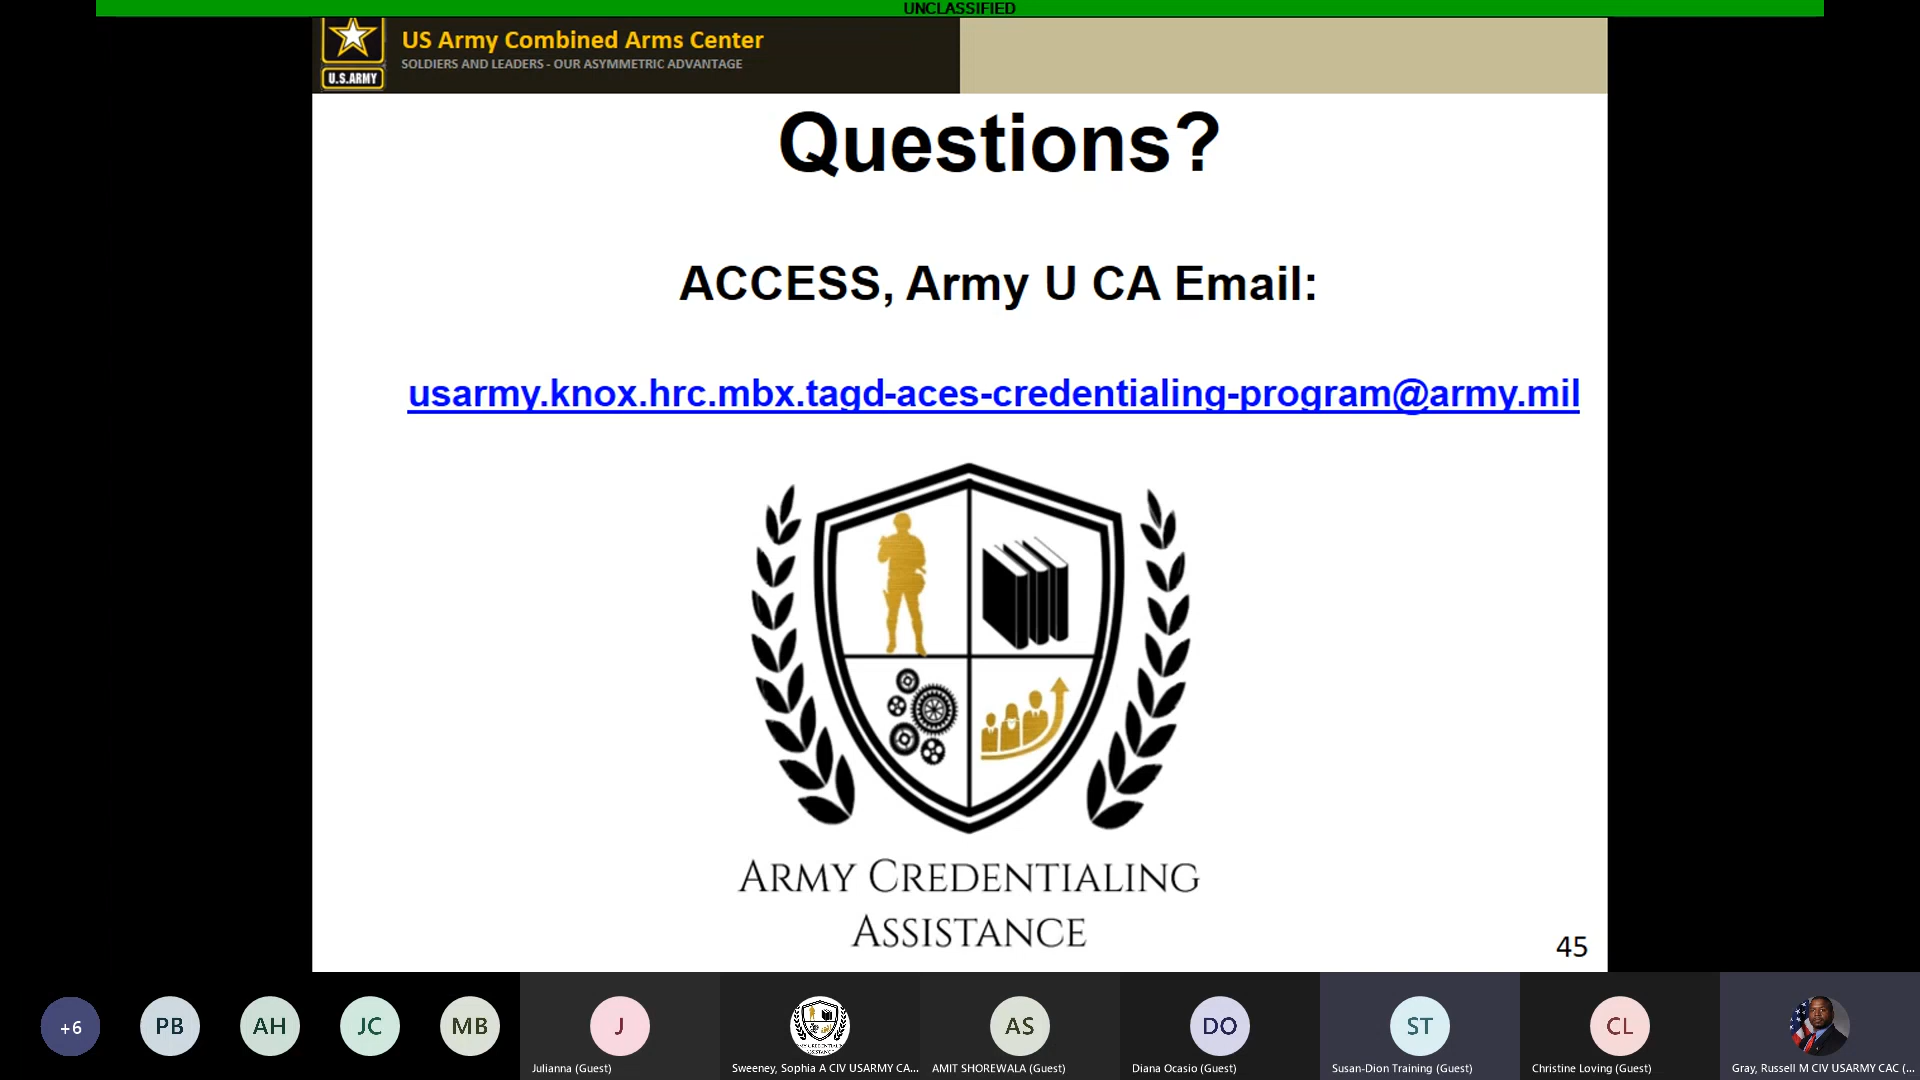 UNCLASSIFIED
US Army Combined Arms Center
SOLDIERS AND LEADERS - OUR ASYMMETRIC ADVANTAGE
U.S.ARMY
Questions?
ACCESS, Army U CA Email:
usarmy.knox.hrc.mbx.tagd-aces-credentialing-program@army.mil
ARMY CREDENTIALING
ASSISTANCE
45
+6
PB
AH
JC
MB
J
AS
DO
ST
CL
Julianna (Guest)
Sweeney, Sophia A CIV USARMY CA...
AMIT SHOREWALA (Guest)
Diana Ocasio (Guest)
Susan-Dion Training (Guest)
Christine Loving (Guest)
Gray, Russell M CIV USARMY CAC (...